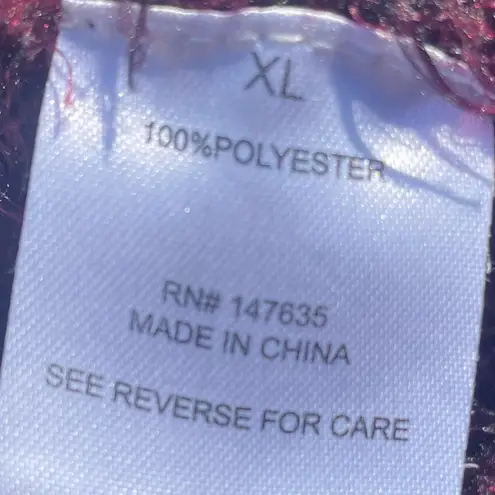 XL
100%POLYESTER
RN# 147635
MADE IN CHINA
SEE REVERSE FOR CARE